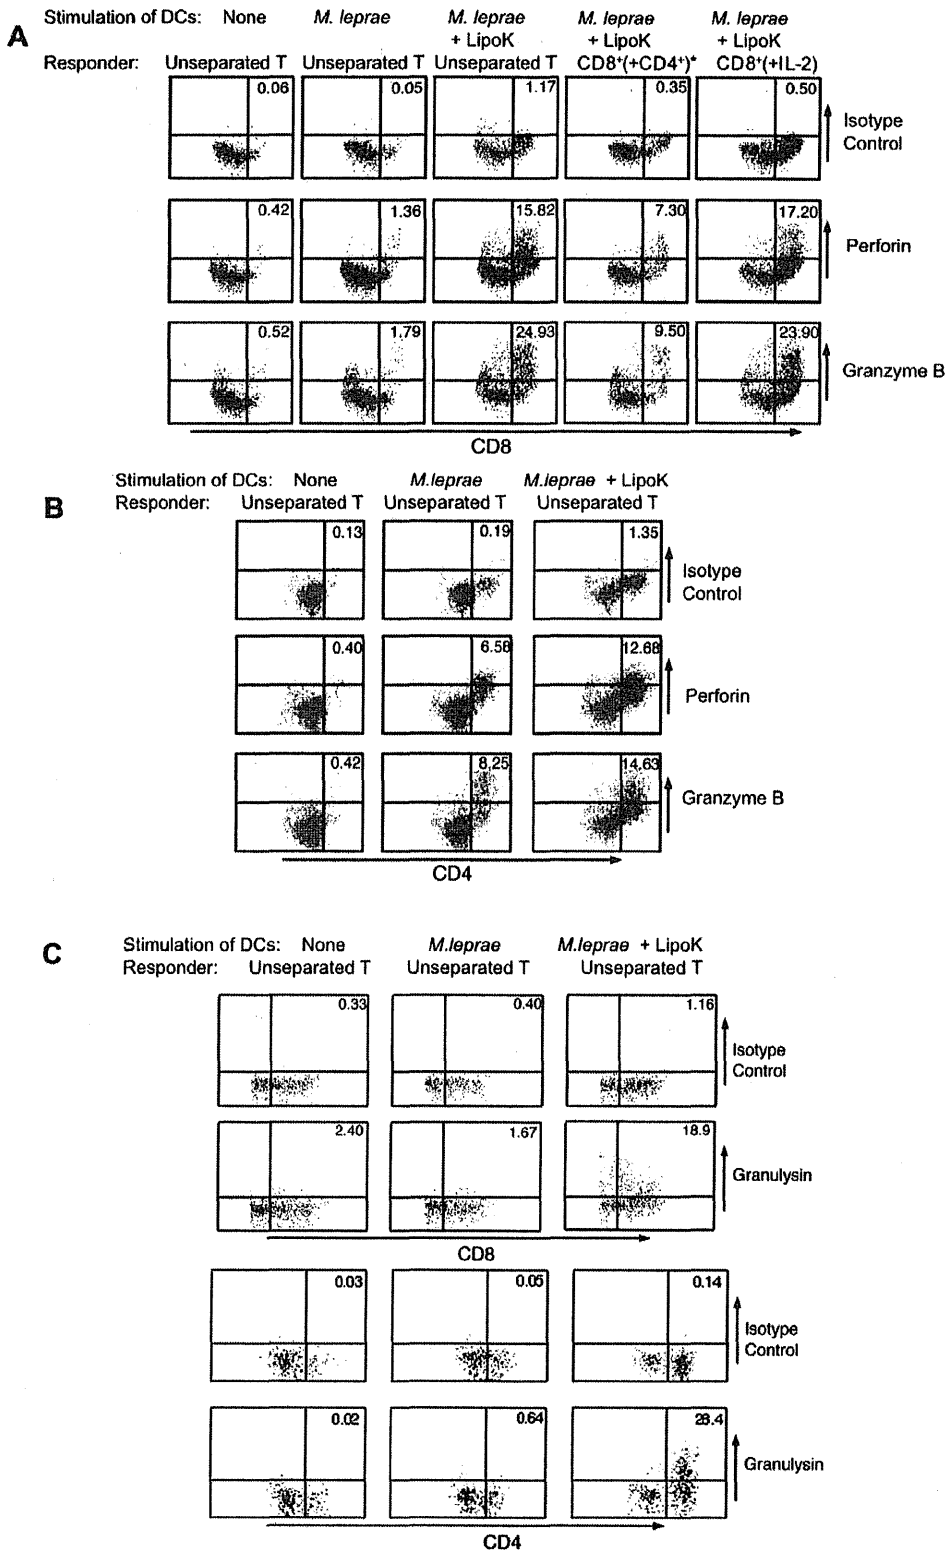 A
Stimulation of DCs: None M. leprae M. leprae M. leprae M. leprae
+ LipoK + LipoK + LipoK
Responder: Unseparated T Unseparated T Unseparated T CD8⁺(+CD4⁺)* CD8⁺(+IL-2)
0.06 0.05 1.17 0.35 0.50
Isotype
Control
0.42 1.36 15.82 7.30 17.20
Perforin
0.52 1.79 24.93 9.50 23.90
Granzyme B
CD8
B
Stimulation of DCs: None M.leprae M.leprae + LipoK
Responder: Unseparated T Unseparated T Unseparated T
0.13 0.19 1.35
Isotype
Control
0.40 6.58 12.68
Perforin
0.42 8.25 14.63
Granzyme B
CD4
C
Stimulation of DCs: None M.leprae M.leprae + LipoK
Responder: Unseparated T Unseparated T Unseparated T
0.33 0.40 1.16
Isotype
Control
2.40 1.67 18.9
Granulysin
CD8
0.03 0.05 0.14
Isotype
Control
0.02 0.64 28.4
Granulysin
CD4